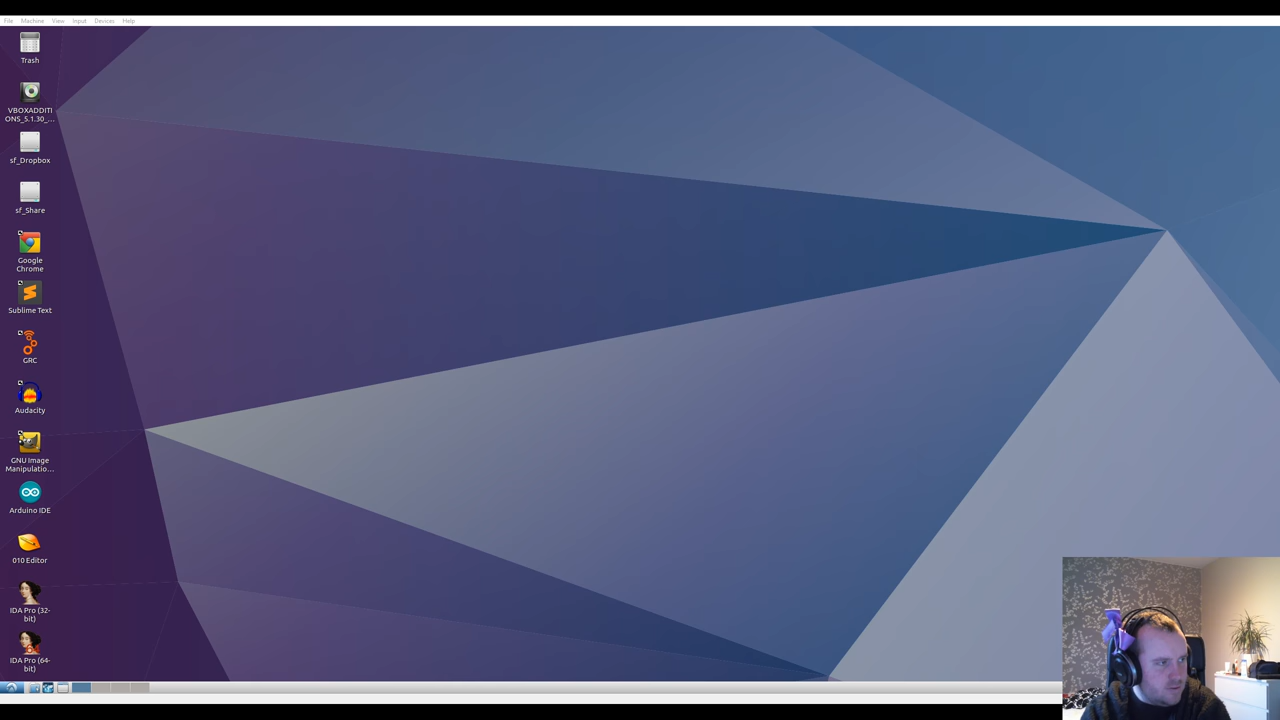 File Machine View Input Devices Help
Trash
VBOXADDITI
ONS_5.1.30_...
sf_Dropbox
sf_Share
Google
Chrome
Sublime Text
GRC
Audacity
GNU Image
Manipulatio...
Arduino IDE
010 Editor
IDA Pro (32-
bit)
IDA Pro (64-
bit)